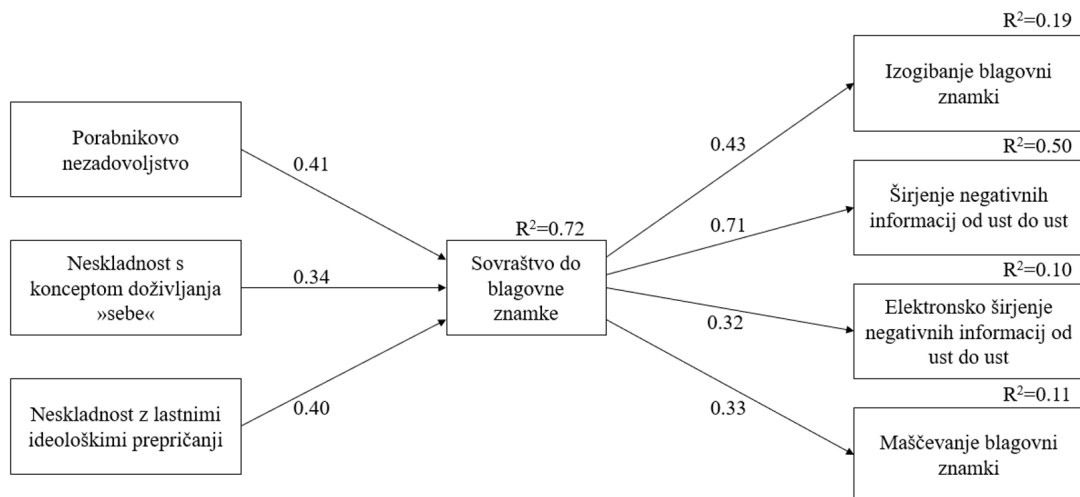 Porabnikovo
nezadovoljstvo
Neskladnost s
konceptom doživljanja
»sebe«
Neskladnost z lastnimi
ideološkimi prepričanji
0.41
0.34
0.40
R²=0.72
Sovraštvo do
blagovne
znamke
0.43
0.71
0.32
0.33
R²=0.19
Izogibanje blagovni
znamki
R²=0.50
Širjenje negativnih
informacij od ust do ust
R²=0.10
Elektronsko širjenje
negativnih informacij od
ust do ust
R²=0.11
Maščevanje blagovni
znamki